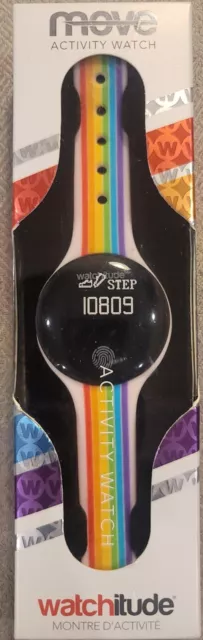 move
ACTIVITY WATCH
watchitude
STEP
10809
ACTIVITY WATCH
watchitude®
MONTRE D'ACTIVITÉ